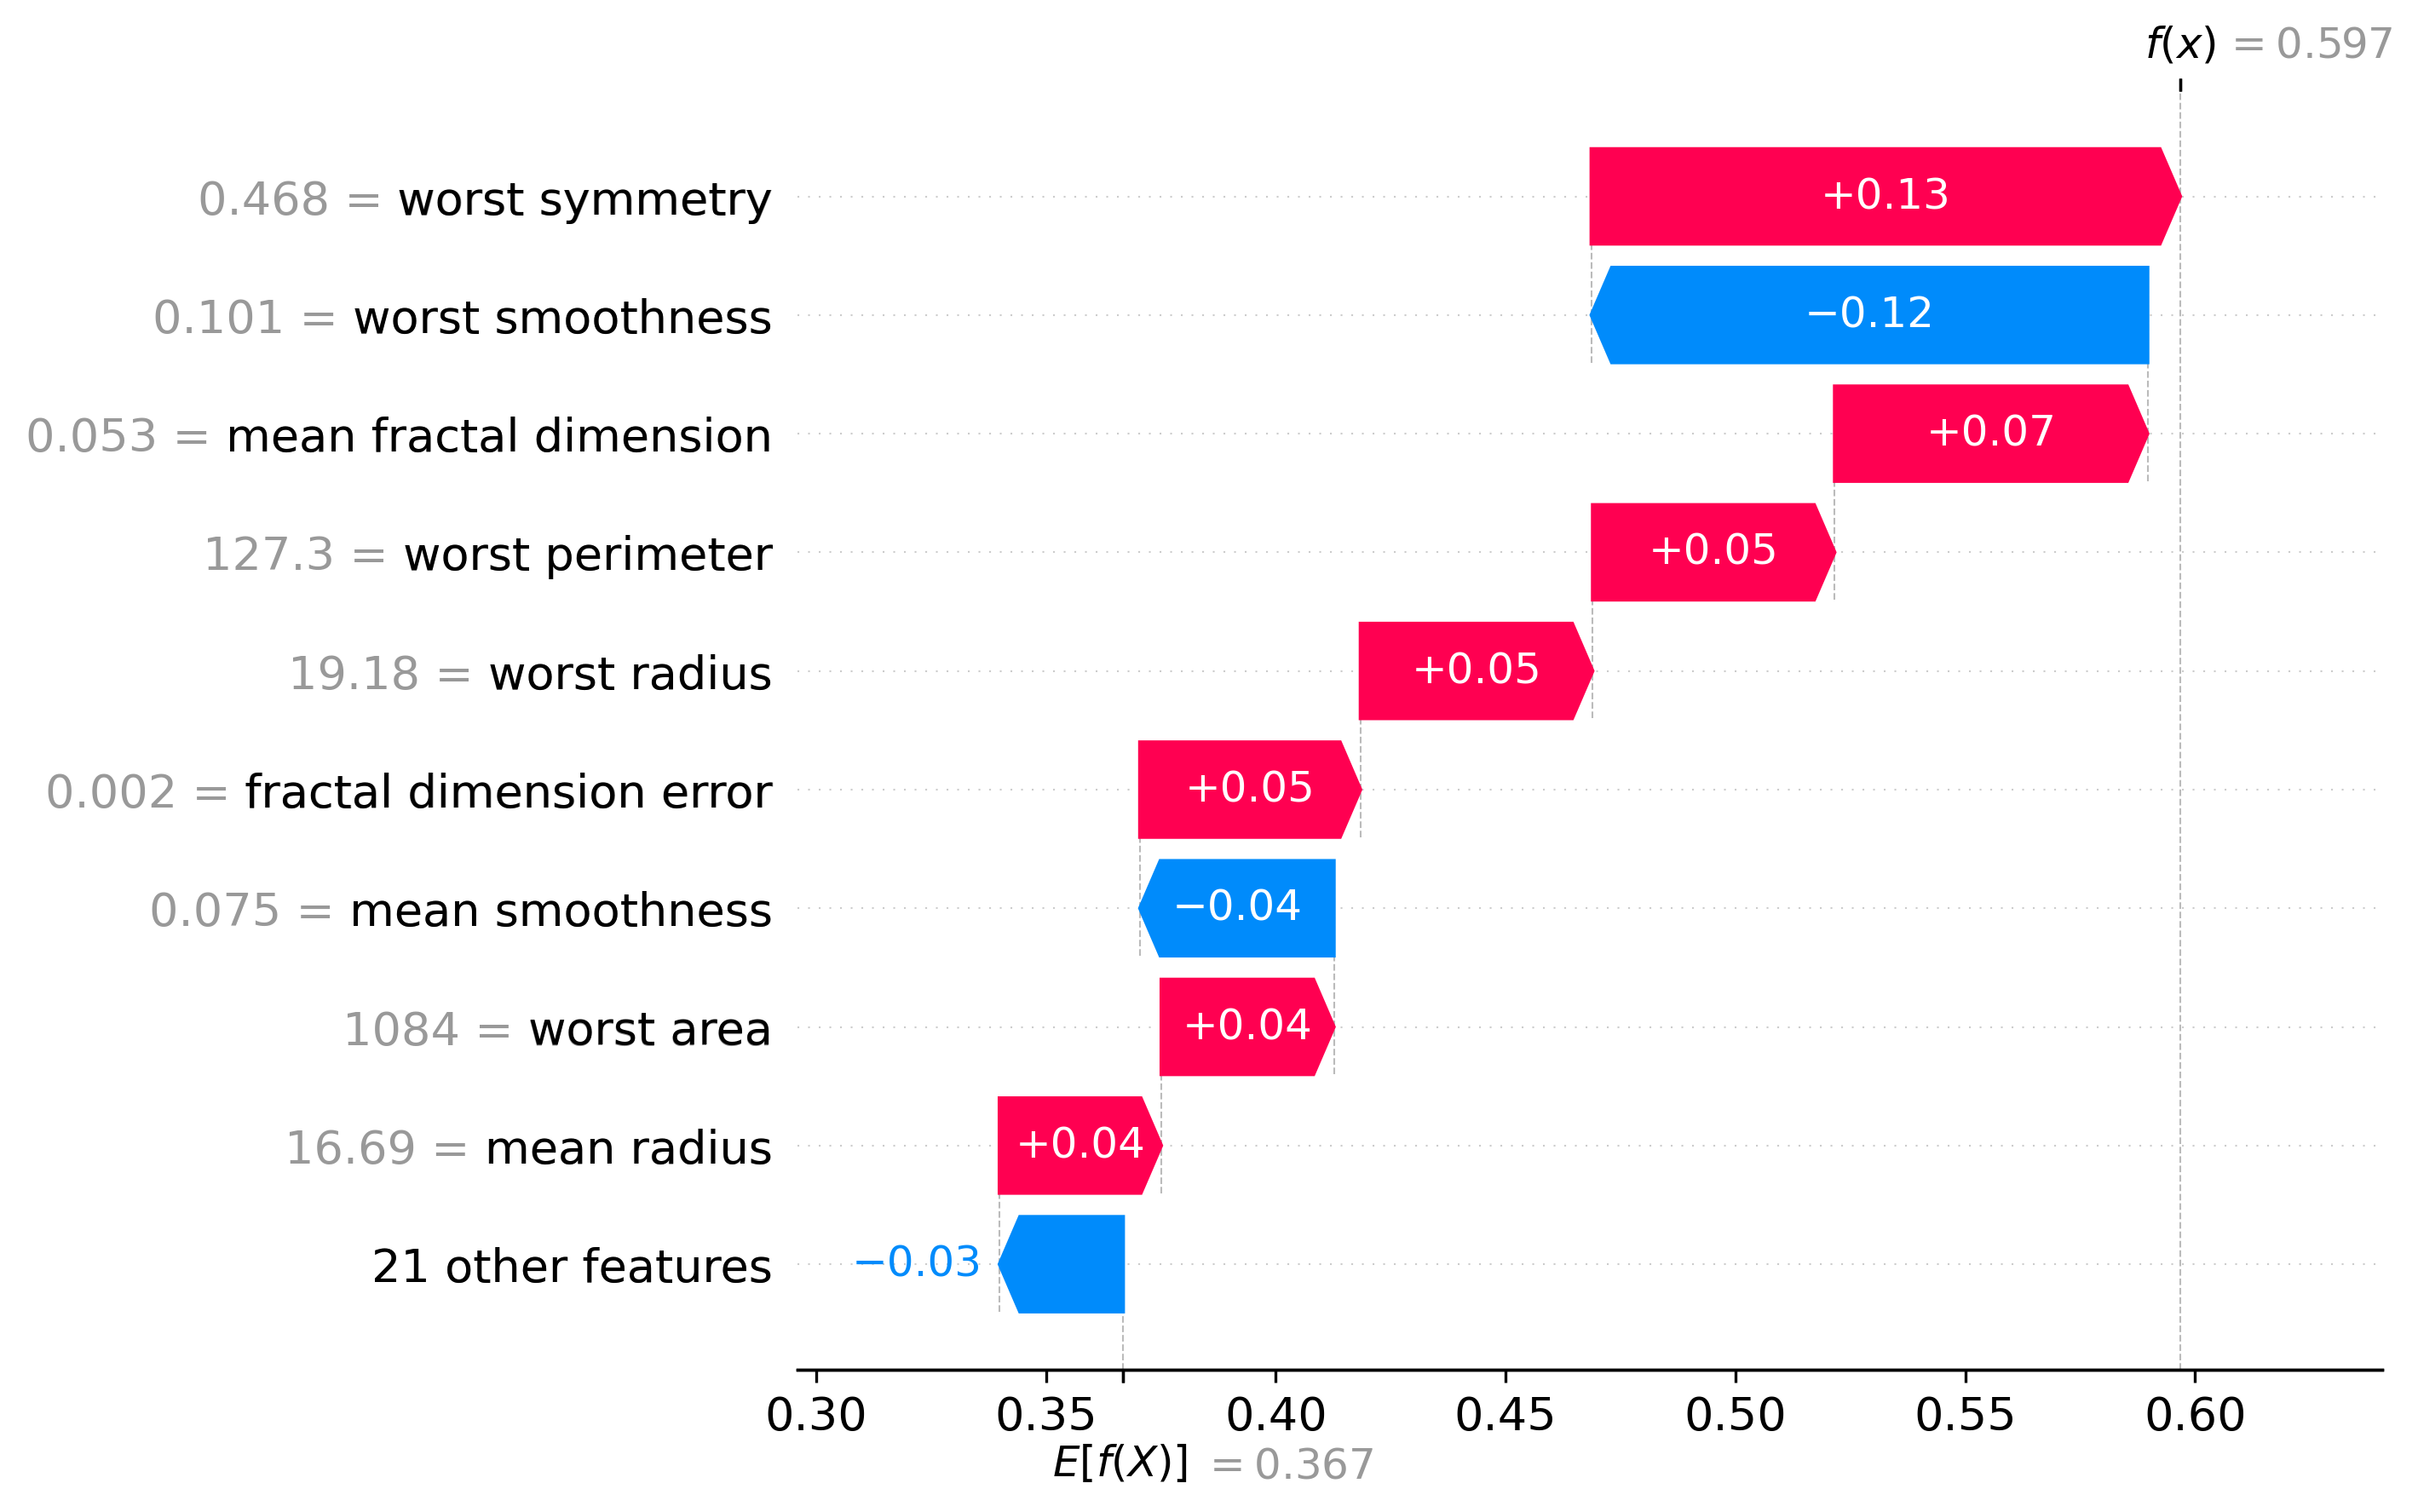 f(x) = 0.597
0.468 = worst symmetry +0.13
0.101 = worst smoothness −0.12
0.053 = mean fractal dimension +0.07
127.3 = worst perimeter +0.05
19.18 = worst radius +0.05
0.002 = fractal dimension error +0.05
0.075 = mean smoothness −0.04
1084 = worst area +0.04
16.69 = mean radius +0.04
21 other features −0.03
0.30 0.35 0.40 0.45 0.50 0.55 0.60
E[f(X)] = 0.367